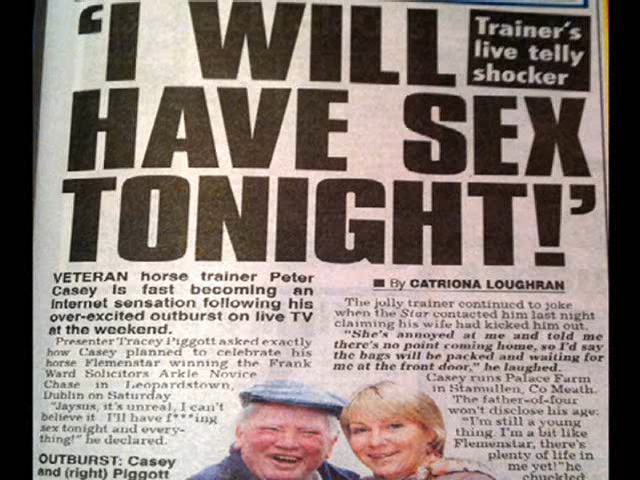 'I WILL
HAVE SEX
TONIGHT!'
Trainer's
live telly
shocker
VETERAN horse trainer Peter
Casey is fast becoming an
internet sensation following his
over-excited outburst on live TV
at the weekend.
Presenter Tracey Piggott asked exactly
how Casey planned to celebrate his
horse Flemenstar winning the Frank
Ward Solicitors Arkle Novice
Chase in Leopardstown,
Dublin on Saturday
"Jaysus, it's unreal, I can't
believe it. I'll have f***ing
sex tonight and every-
thing!" he declared.
OUTBURST: Casey
and (right) Piggott
■ By CATRIONA LOUGHRAN
The jolly trainer continued to joke
when the Star contacted him last night
claiming his wife had kicked him out.
"She's annoyed at me and told me
there's no point coming home, so I'd say
the bags will be packed and waiting for
me at the front door," he laughed.
Casey runs Palace Farm
in Stamullen, Co Meath.
The father-of-four
won't disclose his age:
"I'm still a young
thing. I'm a bit like
Flemenstar, there's
plenty of life in
me yet!" he
chuckled